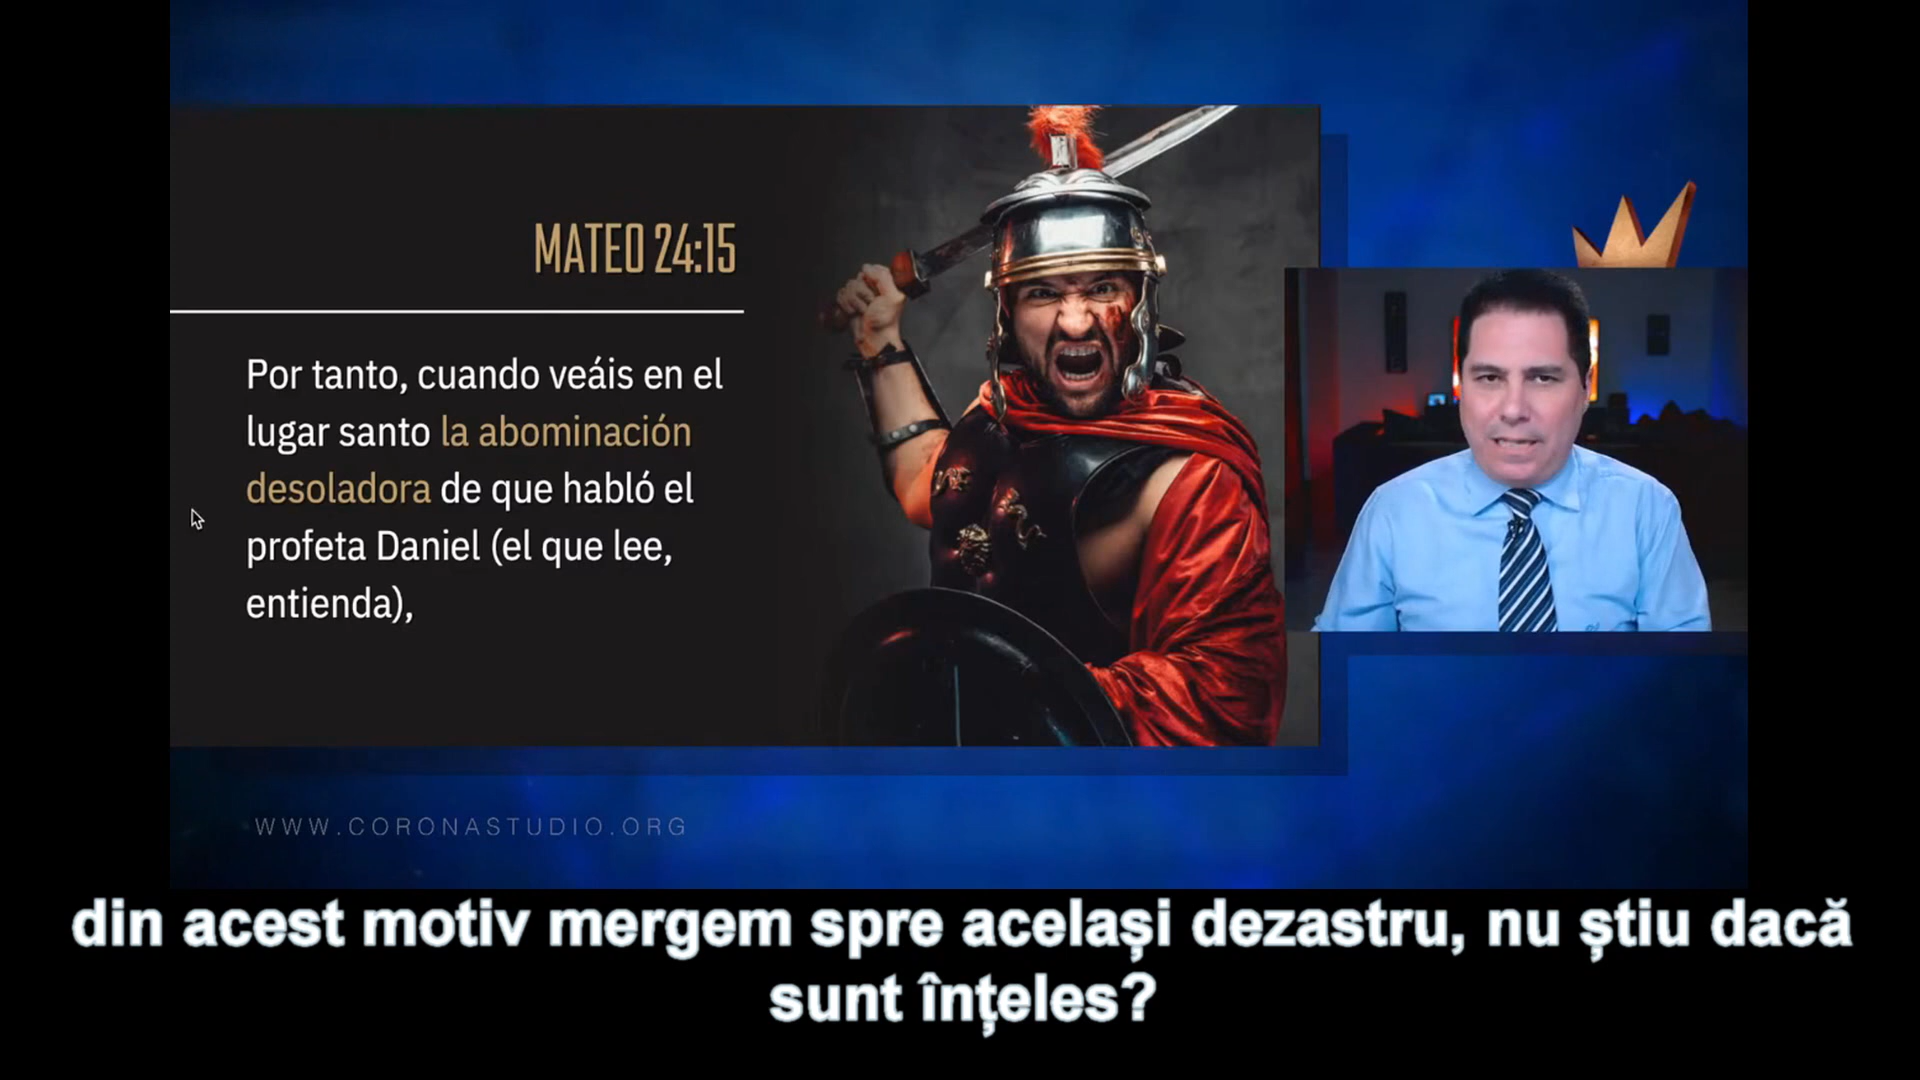 MATEO 24:15
Por tanto, cuando veáis en el
lugar santo la abominación
desoladora de que habló el
profeta Daniel (el que lee,
entienda),
WWW.CORONASTUDIO.ORG
din acest motiv mergem spre același dezastru, nu știu dacă
sunt înțeles?